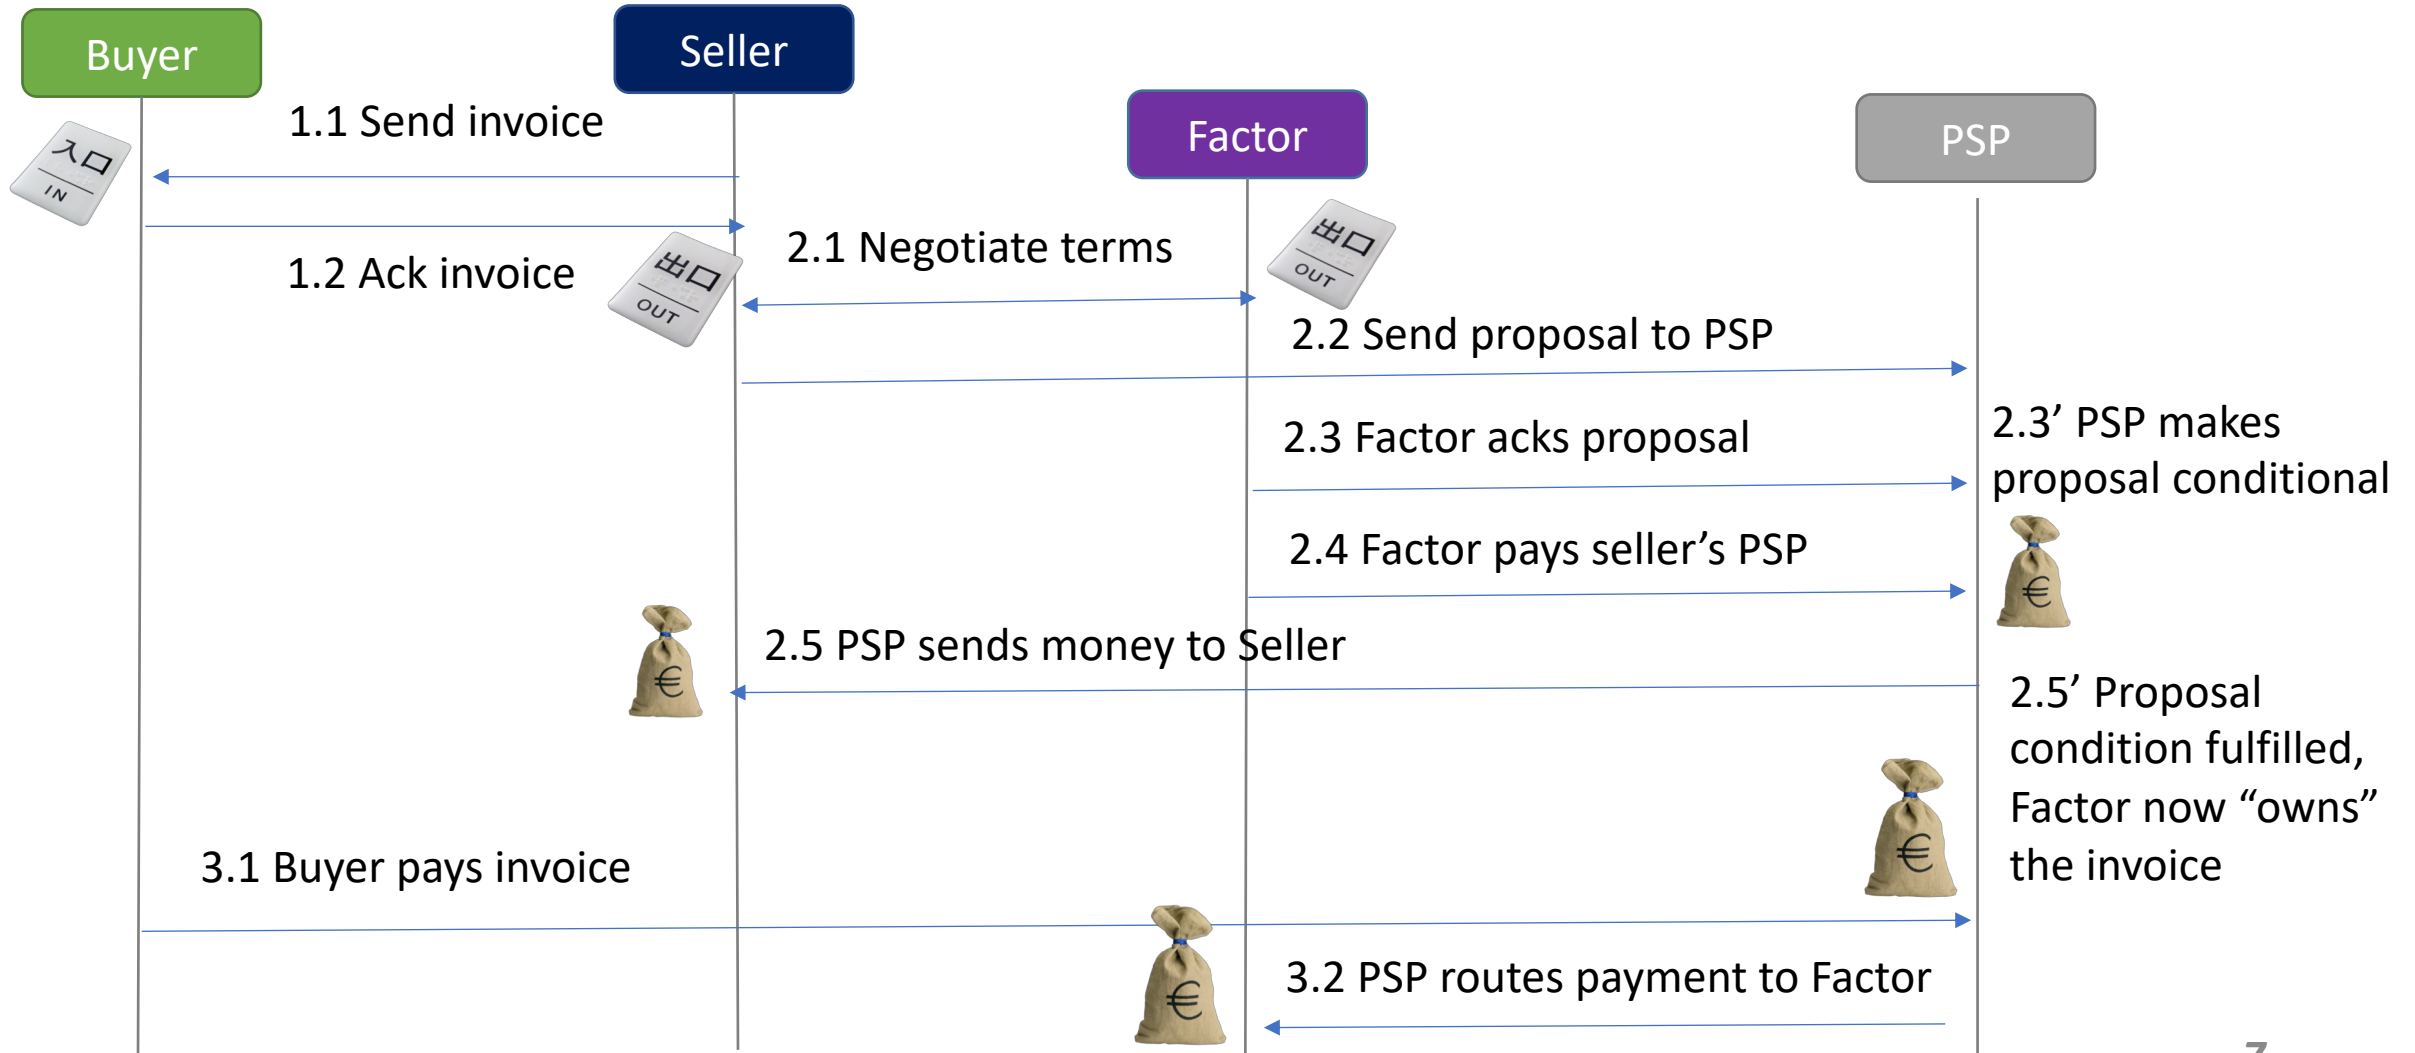 Buyer
Seller
Factor
PSP
1.1 Send invoice
入口
IN
1.2 Ack invoice
出口
OUT
2.1 Negotiate terms
出口
OUT
2.2 Send proposal to PSP
2.3 Factor acks proposal
2.3’ PSP makes
proposal conditional
2.4 Factor pays seller’s PSP
€
2.5 PSP sends money to Seller
€
2.5’ Proposal
condition fulfilled,
Factor now “owns”
the invoice
€
3.1 Buyer pays invoice
€
3.2 PSP routes payment to Factor